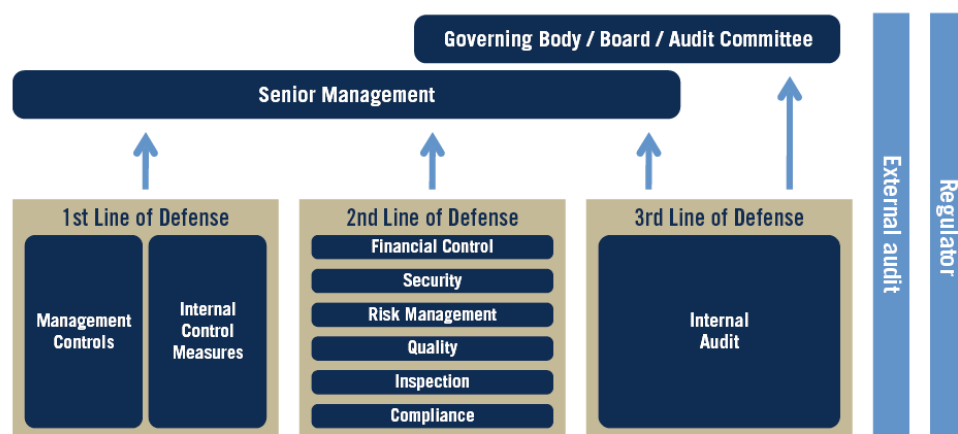 Governing Body / Board / Audit Committee
Senior Management
1st Line of Defense
Management
Controls
Internal
Control
Measures
2nd Line of Defense
Financial Control
Security
Risk Management
Quality
Inspection
Compliance
3rd Line of Defense
Internal
Audit
External audit
Regulator